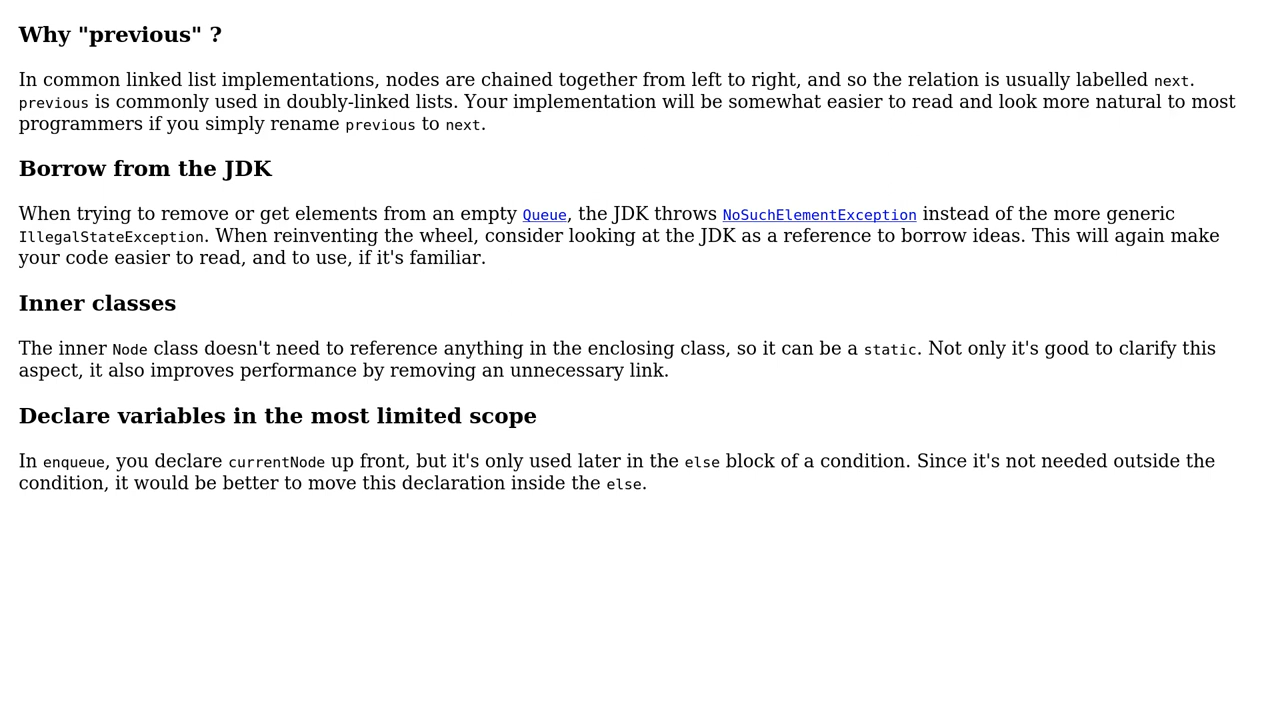 Why "previous" ?
In common linked list implementations, nodes are chained together from left to right, and so the relation is usually labelled next.
previous is commonly used in doubly-linked lists. Your implementation will be somewhat easier to read and look more natural to most
programmers if you simply rename previous to next.
Borrow from the JDK
When trying to remove or get elements from an empty Queue, the JDK throws NoSuchElementException instead of the more generic
IllegalStateException. When reinventing the wheel, consider looking at the JDK as a reference to borrow ideas. This will again make
your code easier to read, and to use, if it's familiar.
Inner classes
The inner Node class doesn't need to reference anything in the enclosing class, so it can be a static. Not only it's good to clarify this
aspect, it also improves performance by removing an unnecessary link.
Declare variables in the most limited scope
In enqueue, you declare currentNode up front, but it's only used later in the else block of a condition. Since it's not needed outside the
condition, it would be better to move this declaration inside the else.